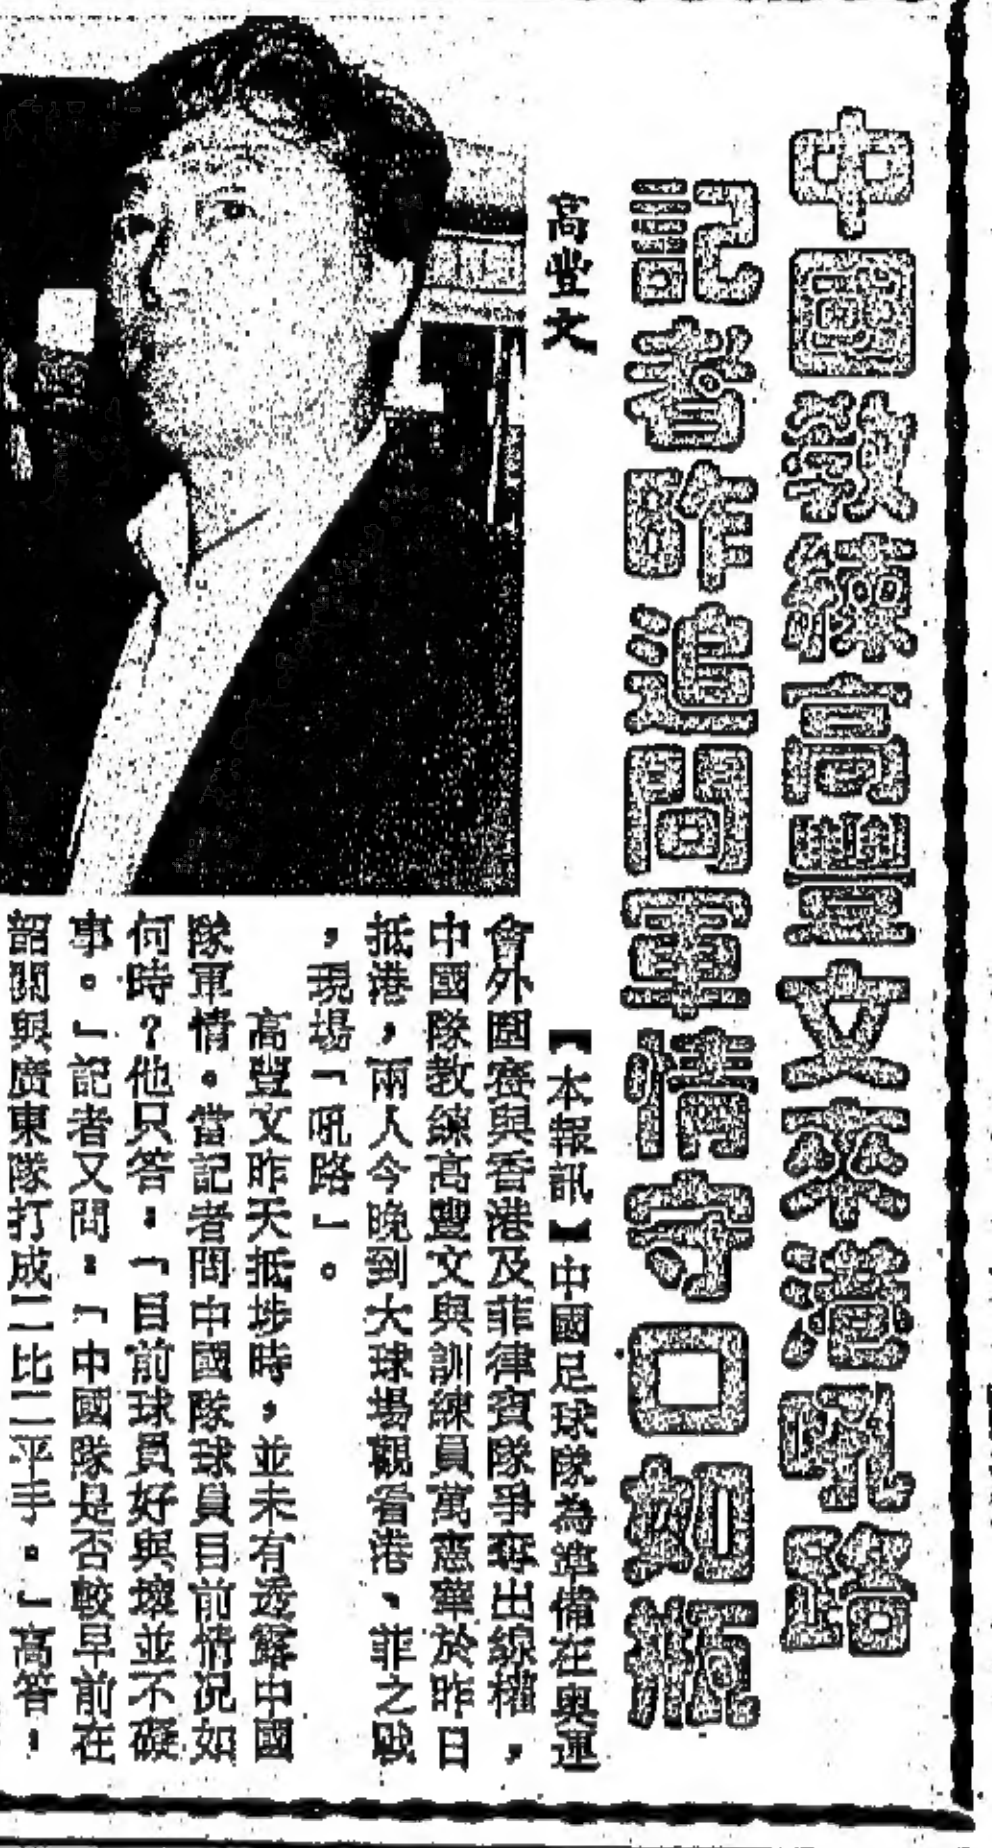 中國教練高豐文來港吼路
記者昨追問軍情守口如瓶
高豐文
【本報訊】中國足球隊為準備在奧運
會外圍賽與香港及菲律賓隊爭奪出線權，
中國隊教練高豐文與訓練員萬憲華於昨日
抵港，兩人今晚到大球場觀看港、菲之戰
，現場「吼路」。
高登文昨天抵埗時，並未有透露中國
隊軍情。當記者問中國隊球員目前情況如
何時？他只答：「目前球員好與壞並不礙
事。」記者又問：「中國隊是否較早前在
韶關與廣東隊打成二比二平手。」高答：